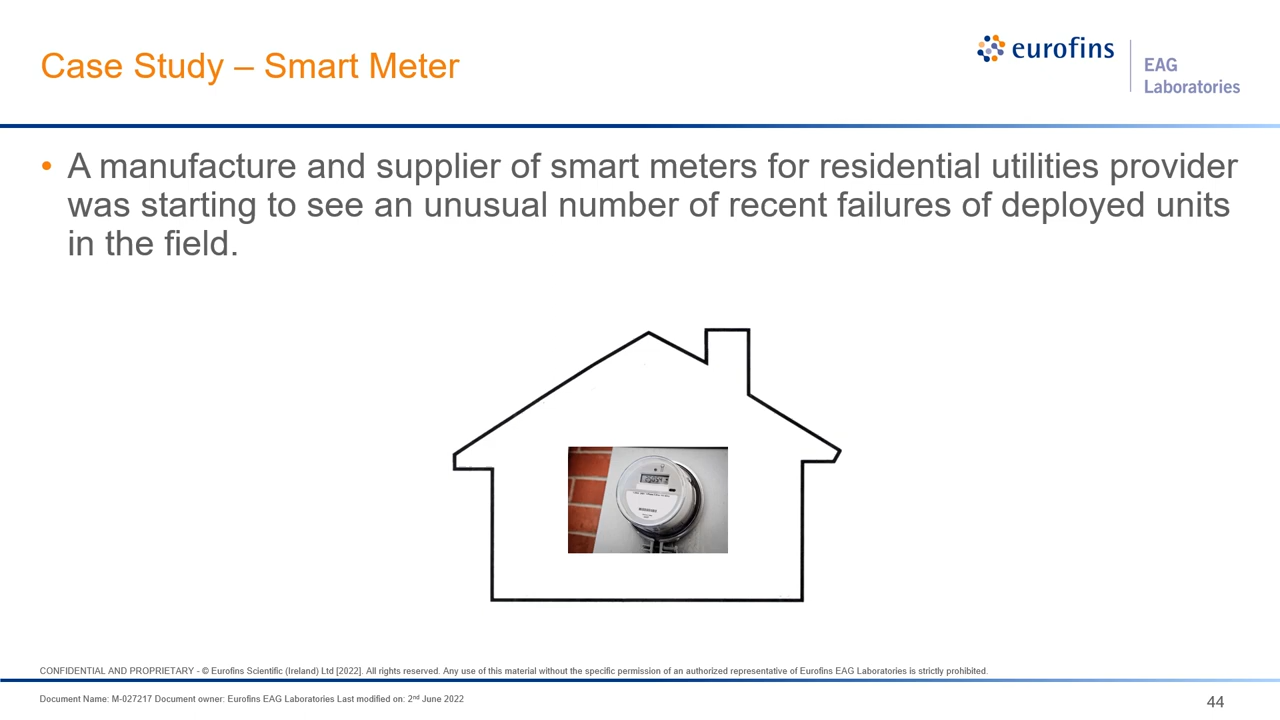 Case Study – Smart Meter
eurofins
EAG
Laboratories
• A manufacture and supplier of smart meters for residential utilities provider
was starting to see an unusual number of recent failures of deployed units
in the field.
CONFIDENTIAL AND PROPRIETARY - © Eurofins Scientific (Ireland) Ltd [2022]. All rights reserved. Any use of this material without the specific permission of an authorized representative of Eurofins EAG Laboratories is strictly prohibited.
Document Name: M-027217 Document owner: Eurofins EAG Laboratories Last modified on: 2nd June 2022
44